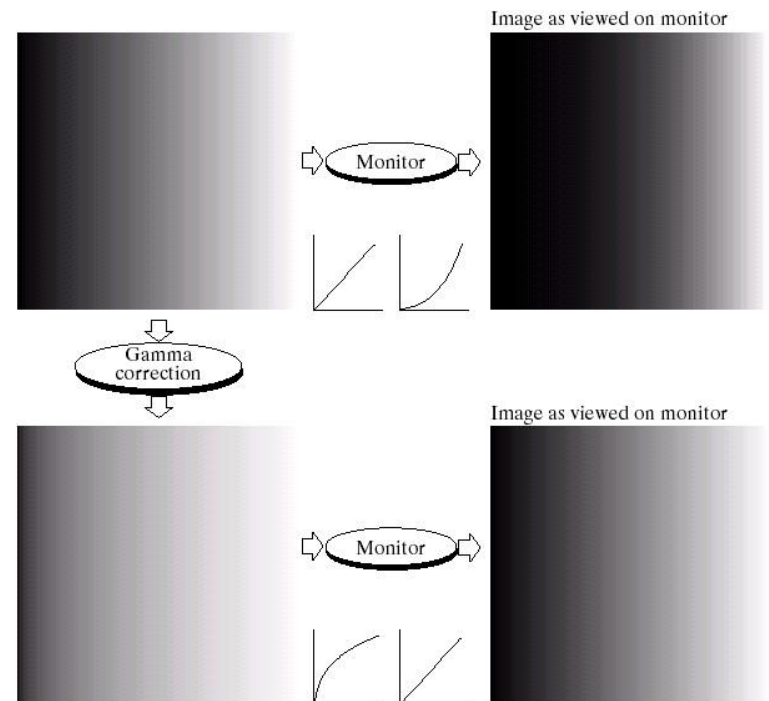 Image as viewed on monitor
Monitor
Gamma
correction
Image as viewed on monitor
Monitor